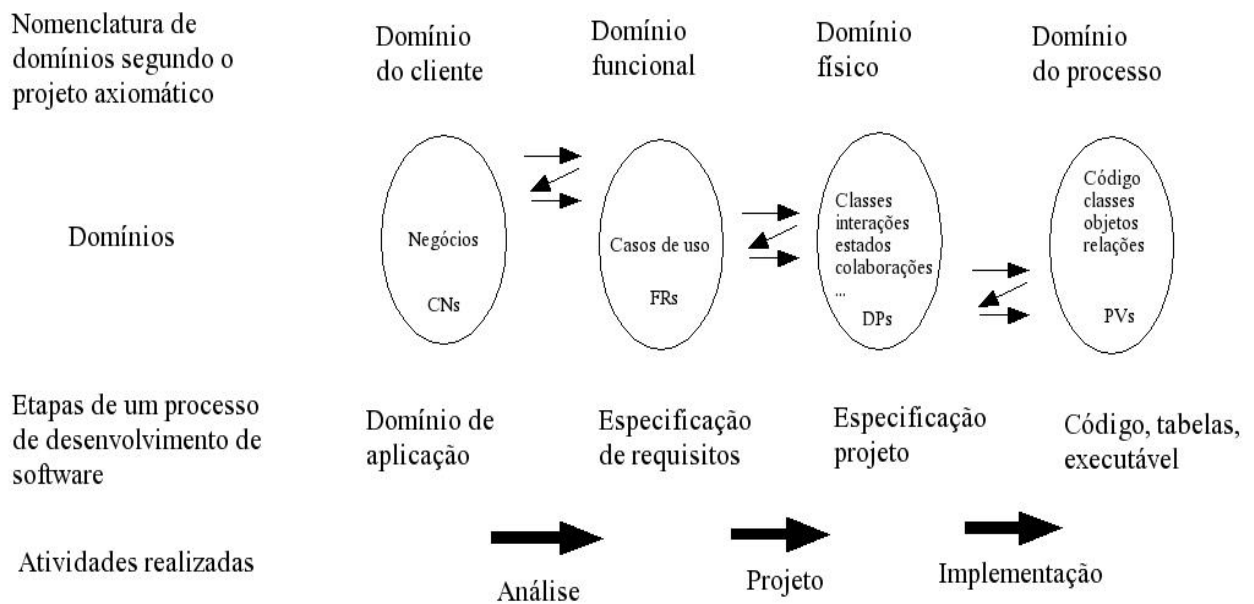 Nomenclatura de
domínios segundo o
projeto axiomático
Domínio
do cliente
Domínio
funcional
Domínio
físico
Domínio
do processo
Domínios
Negócios
CNs
Casos de uso
FRs
Classes
interações
estados
colaborações
...
DPs
Código
classes
objetos
relações
PVs
Etapas de um processo
de desenvolvimento de
software
Domínio de
aplicação
Especificação
de requisitos
Especificação
projeto
Código, tabelas,
executável
Atividades realizadas
Análise
Projeto
Implementação